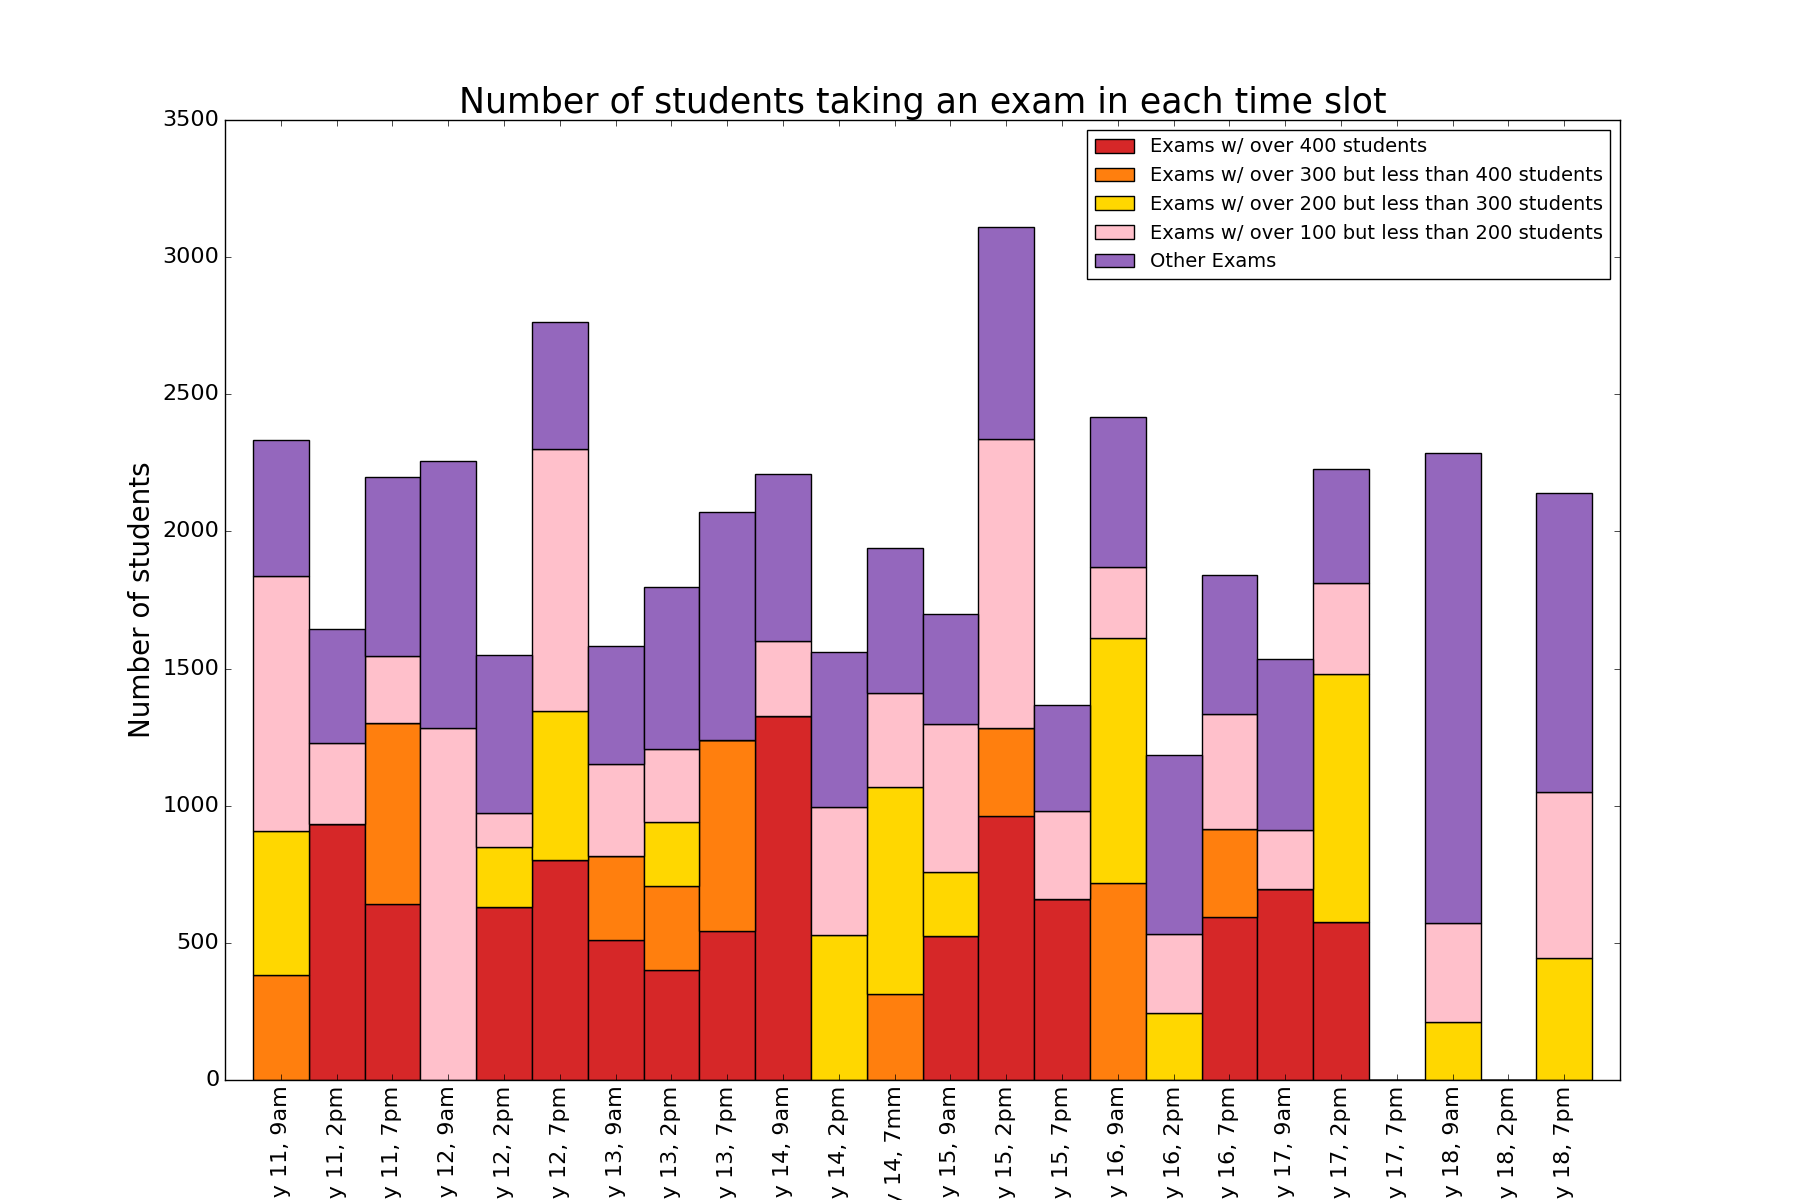 Number of students taking an exam in each time slot
Exams w/ over 400 students
Exams w/ over 300 but less than 400 students
Exams w/ over 200 but less than 300 students
Exams w/ over 100 but less than 200 students
Other Exams
Number of students
3500
3000
2500
2000
1500
1000
500
0
y 11, 9am
y 11, 2pm
y 11, 7pm
y 12, 9am
y 12, 2pm
y 12, 7pm
y 13, 9am
y 13, 2pm
y 13, 7pm
y 14, 9am
y 14, 2pm
y 14, 7mm
y 15, 9am
y 15, 2pm
y 15, 7pm
y 16, 9am
y 16, 2pm
y 16, 7pm
y 17, 9am
y 17, 2pm
y 17, 7pm
y 18, 9am
y 18, 2pm
y 18, 7pm